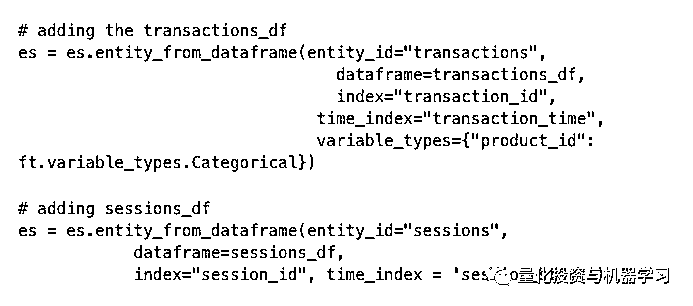 # adding the transactions_df
es = es.entity_from_dataframe(entity_id="transactions",
dataframe=transactions_df,
index="transaction_id",
time_index="transaction_time",
variable_types={"product_id":
ft.variable_types.Categorical})
# adding sessions_df
es = es.entity_from_dataframe(entity_id="sessions",
dataframe=sessions_df,
index="session_id", time_index =
量化投资与机器学习